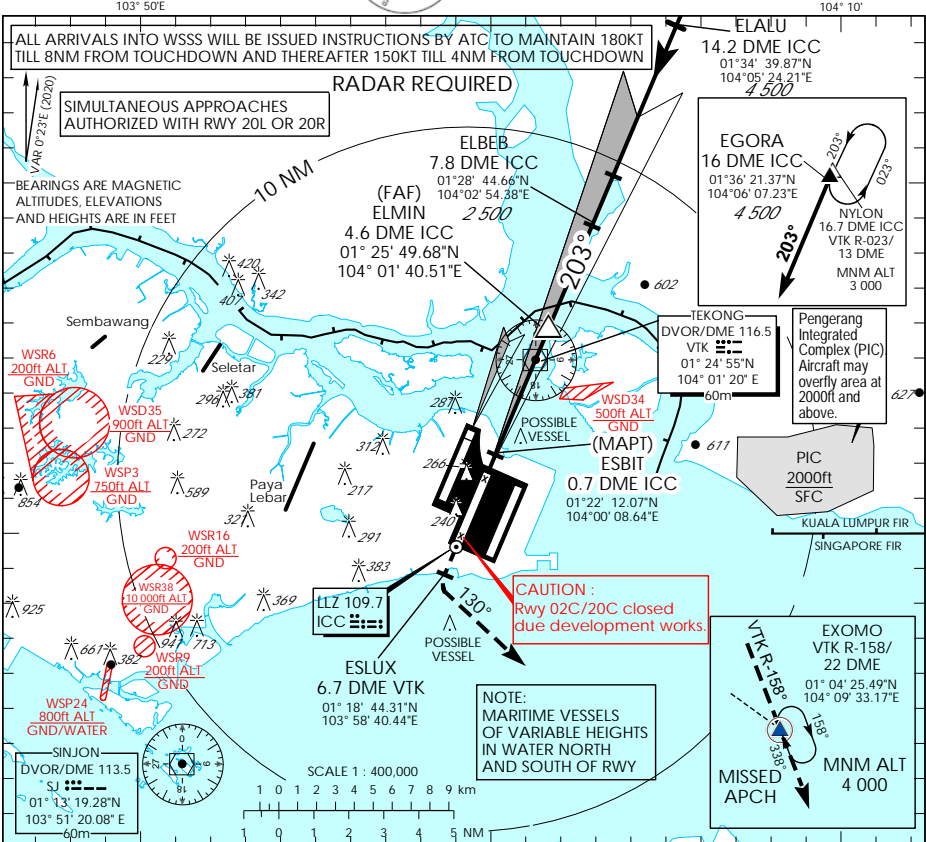 103° 50'E
104° 10'
ALL ARRIVALS INTO WSSS WILL BE ISSUED INSTRUCTIONS BY ATC TO MAINTAIN 180KT
TILL 8NM FROM TOUCHDOWN AND THEREAFTER 150KT TILL 4NM FROM TOUCHDOWN
ELALU
14.2 DME ICC
01°34' 39.87"N
104°05' 24.21"E
4 500
RADAR REQUIRED
VAR 0°23'E (2020)
SIMULTANEOUS APPROACHES
AUTHORIZED WITH RWY 20L OR 20R
BEARINGS ARE MAGNETIC
ALTITUDES, ELEVATIONS
AND HEIGHTS ARE IN FEET
10 NM
ELBEB
7.8 DME ICC
01°28' 44.66"N
104°02' 54.38"E
2 500
(FAF)
ELMIN
4.6 DME ICC
01° 25' 49.68"N
104° 01' 40.51"E
203°
EGORA
16 DME ICC
01°36' 21.37"N
104°06' 07.23"E
4 500
203°
023°
203°
NYLON
16.7 DME ICC
VTK R-023/
13 DME
MNM ALT
3 000
420
407
342
602
Sembawang
229
Seletar
296
381
TEKONG
DVOR/DME 116.5
VTK
01° 24' 55"N
104° 01' 20" E
60m
Pengerang
Integrated
Complex (PIC)
Aircraft may
overfly area at
2000ft and
above.
627
WSR6
200ft ALT
GND
WSD35
900ft ALT
GND
WSP3
750ft ALT
GND
854
272
589
287
312
266
217
Paya
Lebar
321
291
240
27
9
18
WSD34
500ft ALT
GND
POSSIBLE
VESSEL
(MAPT)
ESBIT
0.7 DME ICC
01°22' 12.07"N
104°00' 08.64"E
611
PIC
2000ft
SFC
KUALA LUMPUR FIR
SINGAPORE FIR
WSR16
200ft ALT
GND
WSR38
10 000ft ALT
GND
383
369
925
941
713
661
382
WSR9
200ft ALT
GND
WSP24
800ft ALT
GND/WATER
LLZ 109.7
ICC
130°
CAUTION :
Rwy 02C/20C closed
due development works.
POSSIBLE
VESSEL
ESLUX
6.7 DME VTK
01° 18' 44.31"N
103° 58' 40.44"E
NOTE:
MARITIME VESSELS
OF VARIABLE HEIGHTS
IN WATER NORTH
AND SOUTH OF RWY
EXOMO
VTK R-158/
22 DME
01° 04' 25.49"N
104° 09' 33.17"E
VTK R-158°
158°
338°
MNM ALT
4 000
MISSED
APCH
SINJON
DVOR/DME 113.5
SJ
01° 13' 19.28"N
103° 51' 20.08" E
60m
0
27
9
18
SCALE 1 : 400,000
1 0 1 2 3 4 5 6 7 8 9 km
1 0 1 2 3 4 5 NM